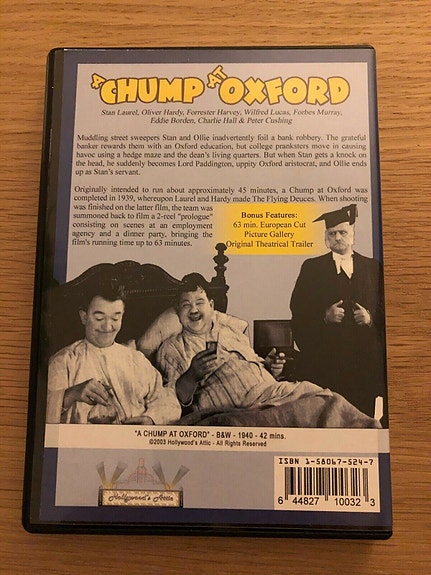 A CHUMP AT OXFORD
Stan Laurel, Oliver Hardy, Forrester Harvey, Wilfred Lucas, Forbes Murray,
Eddie Borden, Charlie Hall & Peter Cushing
Muddling street sweepers Stan and Ollie inadvertently foil a bank robbery. The grateful
banker rewards them with an Oxford education, but college pranksters move in causing
havoc using a hedge maze and the dean's living quarters. But when Stan gets a knock on
the head, he suddenly becomes Lord Paddington, uppity Oxford aristocrat, and Ollie ends
up as Stan's servant.
Originally intended to run about approximately 45 minutes, a Chump at Oxford was
completed in 1939, whereupon Laurel and Hardy made The Flying Deuces. When shooting
was finished on the latter film, the team was
summoned back to film a 2-reel "prologue"
consisting on scenes at an employment
agency and a dinner party, bringing the
film's running time up to 63 minutes.
Bonus Features:
63 min. European Cut
Picture Gallery
Original Theatrical Trailer
"A CHUMP AT OXFORD" - B&W - 1940 - 42 mins.
©2003 Hollywood's Attic - All Rights Reserved
Hollywood's Attic
ISBN 1-58067-524-7
6 44827 10032 3